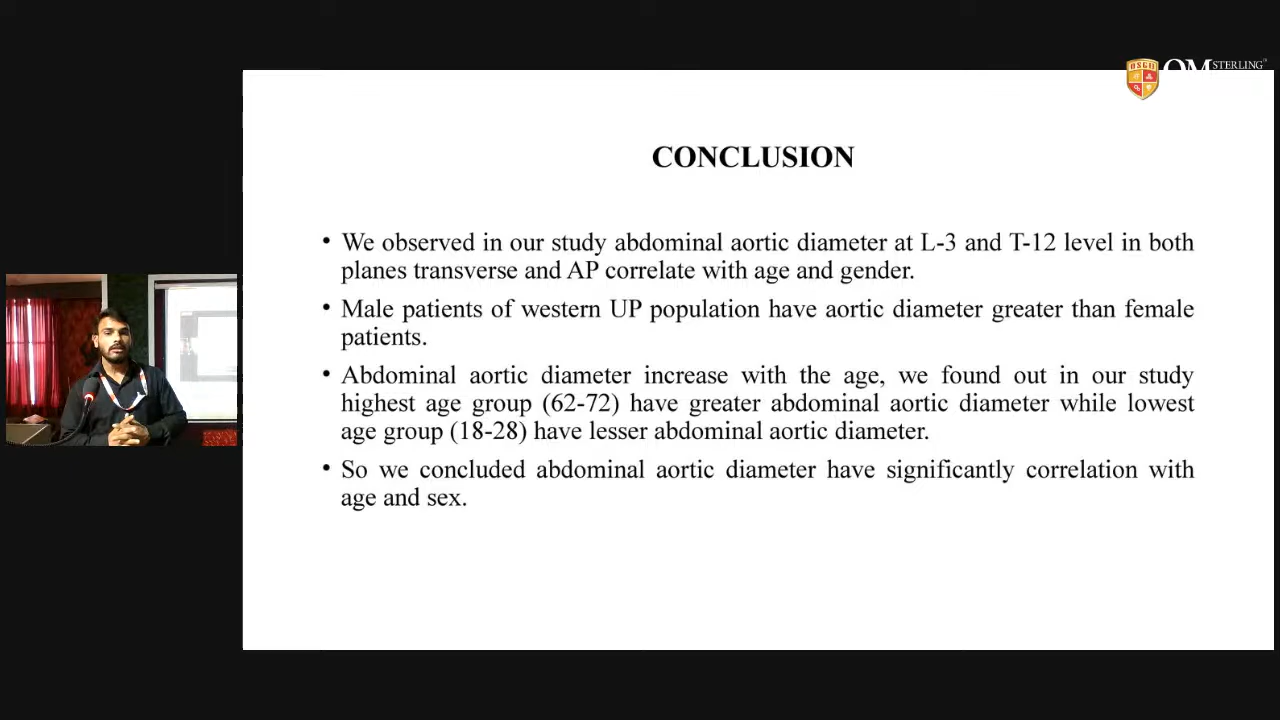 OSGU
OM STERLING
CONCLUSION
• We observed in our study abdominal aortic diameter at L-3 and T-12 level in both
planes transverse and AP correlate with age and gender.
• Male patients of western UP population have aortic diameter greater than female
patients.
• Abdominal aortic diameter increase with the age, we found out in our study
highest age group (62-72) have greater abdominal aortic diameter while lowest
age group (18-28) have lesser abdominal aortic diameter.
• So we concluded abdominal aortic diameter have significantly correlation with
age and sex.